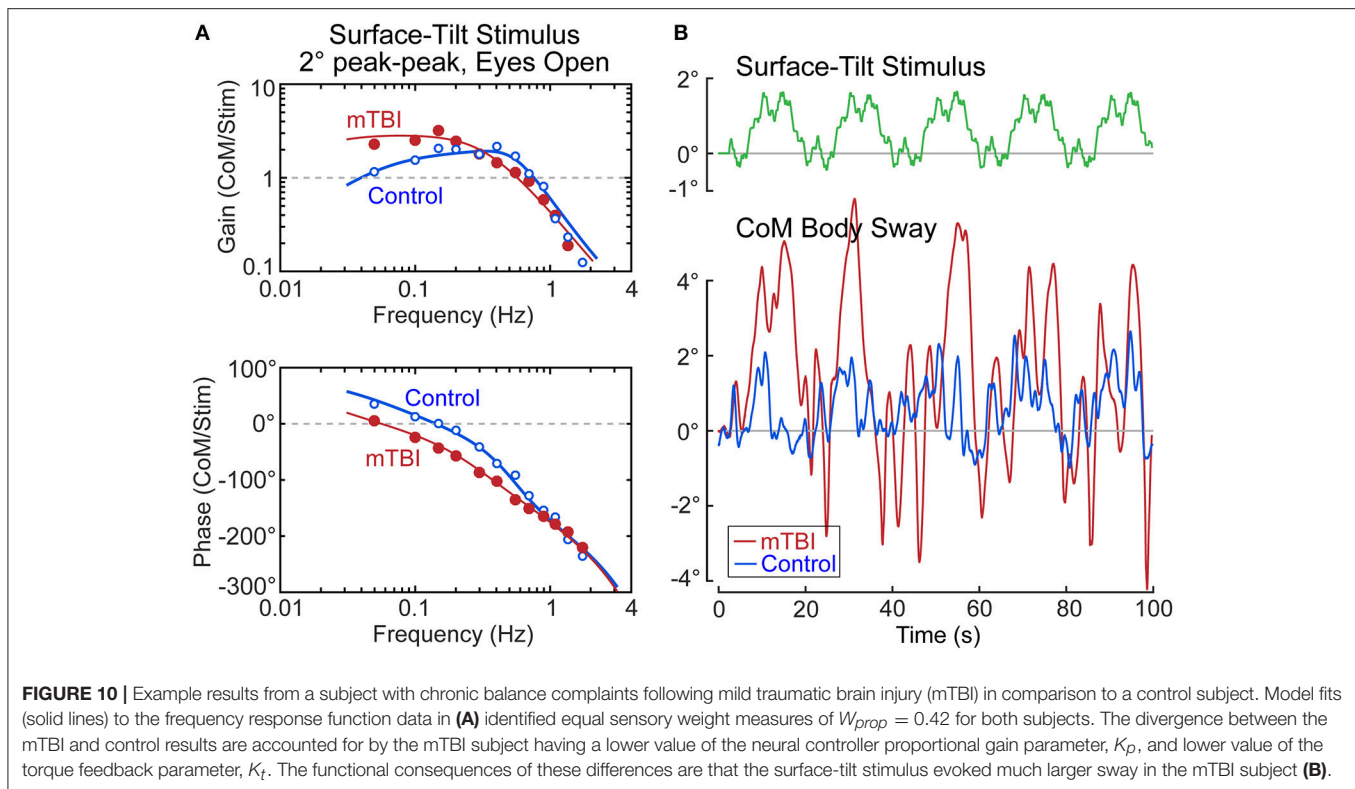 A
Surface-Tilt Stimulus
2° peak-peak, Eyes Open
10
1
0.1
Gain (CoM/Stim)
mTBI
Control
0.01
0.1
1
4
Frequency (Hz)
100°
0°
-100°
-200°
-300°
Phase (CoM/Stim)
Control
mTBI
0.01
0.1
1
4
Frequency (Hz)
B
Surface-Tilt Stimulus
2°
0°
-1°
CoM Body Sway
4°
2°
0°
-2°
-4°
mTBI
Control
0
20
40
60
80
100
Time (s)
FIGURE 10 | Example results from a subject with chronic balance complaints following mild traumatic brain injury (mTBI) in comparison to a control subject. Model fits
(solid lines) to the frequency response function data in (A) identified equal sensory weight measures of Wprop = 0.42 for both subjects. The divergence between the
mTBI and control results are accounted for by the mTBI subject having a lower value of the neural controller proportional gain parameter, Kp, and lower value of the
torque feedback parameter, Kt. The functional consequences of these differences are that the surface-tilt stimulus evoked much larger sway in the mTBI subject (B).